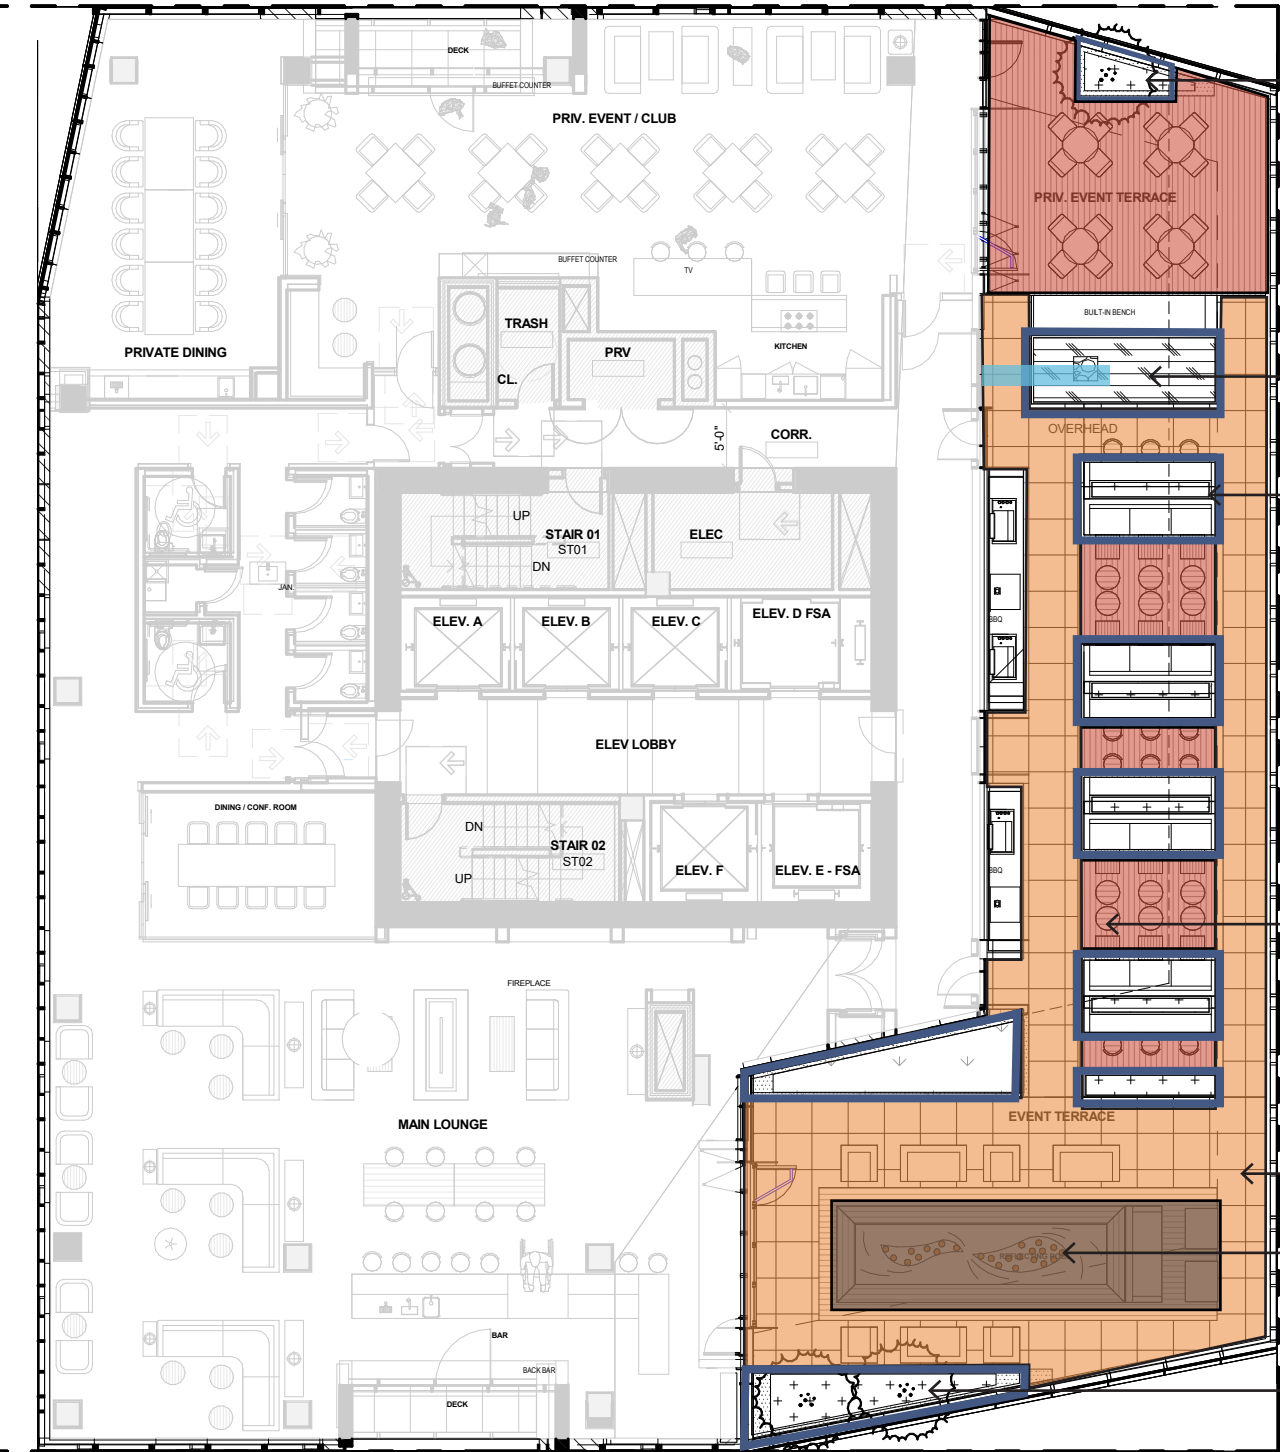 DECK
BUFFET COUNTER
PRIV. EVENT / CLUB
PRIV. EVENT TERRACE
BUFFET COUNTER
TV
BUILT-IN BENCH
TRASH
PRIVATE DINING
PRV
KITCHEN
CL.
OVERHEAD
5'-0"
CORR.
UP
STAIR 01
ST01
ELEC
DN
JAN.
ELEV. A
ELEV. B
ELEV. C
ELEV. D FSA
BBQ
ELEV LOBBY
DINING / CONF. ROOM
DN
STAIR 02
ST02
UP
ELEV. F
ELEV. E - FSA
BBQ
FIREPLACE
MAIN LOUNGE
EVENT TERRACE
BAR
BACK BAR
DECK